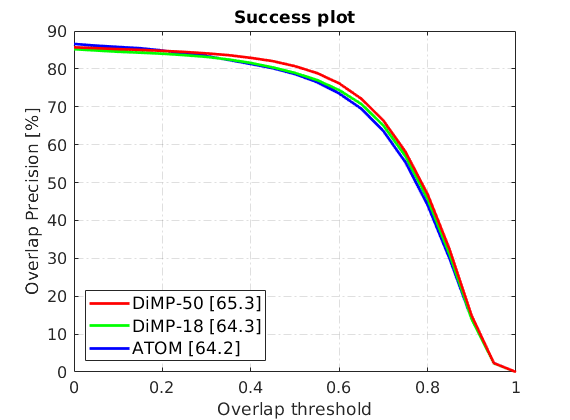 Success plot
90
80
70
60
50
40
30
20
10
0
Overlap Precision [%]
DiMP-50 [65.3]
DiMP-18 [64.3]
ATOM [64.2]
0 0.2 0.4 0.6 0.8 1
Overlap threshold